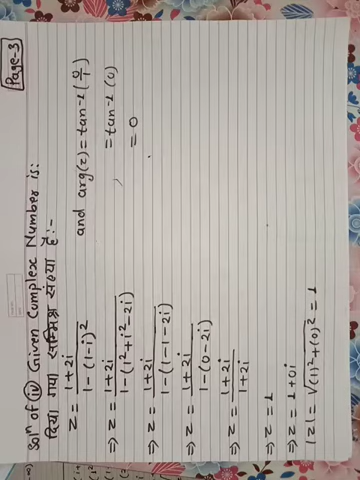 Page-3
Solⁿ of (iv) Given Complex Number is:
दिया गया सम्मिश्र संख्या है:-
z = 1+2i / 1-(1-i)²
⇒ z = 1+2i / 1-(1²+i²-2i)
⇒ z = 1+2i / 1-(1-1-2i)
⇒ z = 1+2i / 1-(0-2i)
⇒ z = 1+2i / 1+2i
⇒ z = 1
⇒ z = 1+0i
|z| = √(1)²+(0)² = 1
and arg(z) = tan-1(0/1)
= tan-1(0)
= 0